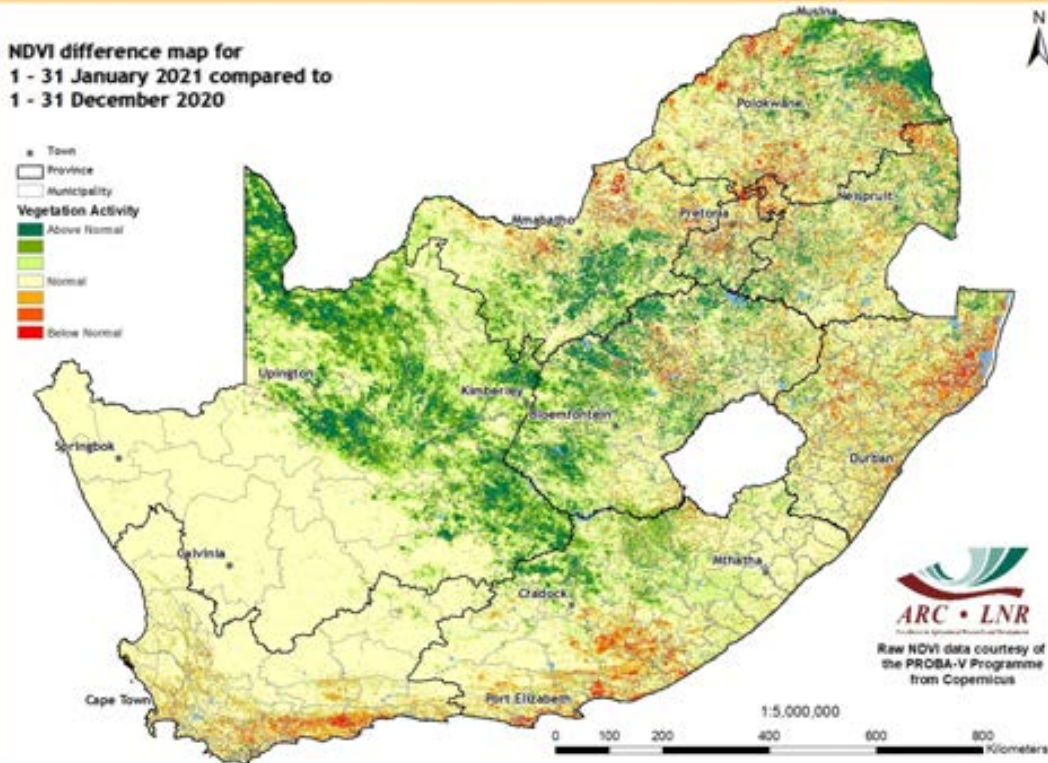 NDVI difference map for
1 - 31 January 2021 compared to
1 - 31 December 2020
Town
Province
Municipality
Vegetation Activity
Above Normal
Normal
Below Normal
N
Musina
Polokwane
Nelspruit
Pretoria
Mmabatho
Upington
Kimberley
Bloemfontein
Springbok
Durban
Calvinia
Mthatha
Cradock
Cape Town
Port Elizabeth
ARC • LNR
Raw NDVI data courtesy of
the PROBA-V Programme
from Copernicus
1:5,000,000
0 100 200 400 600 800
Kilometers